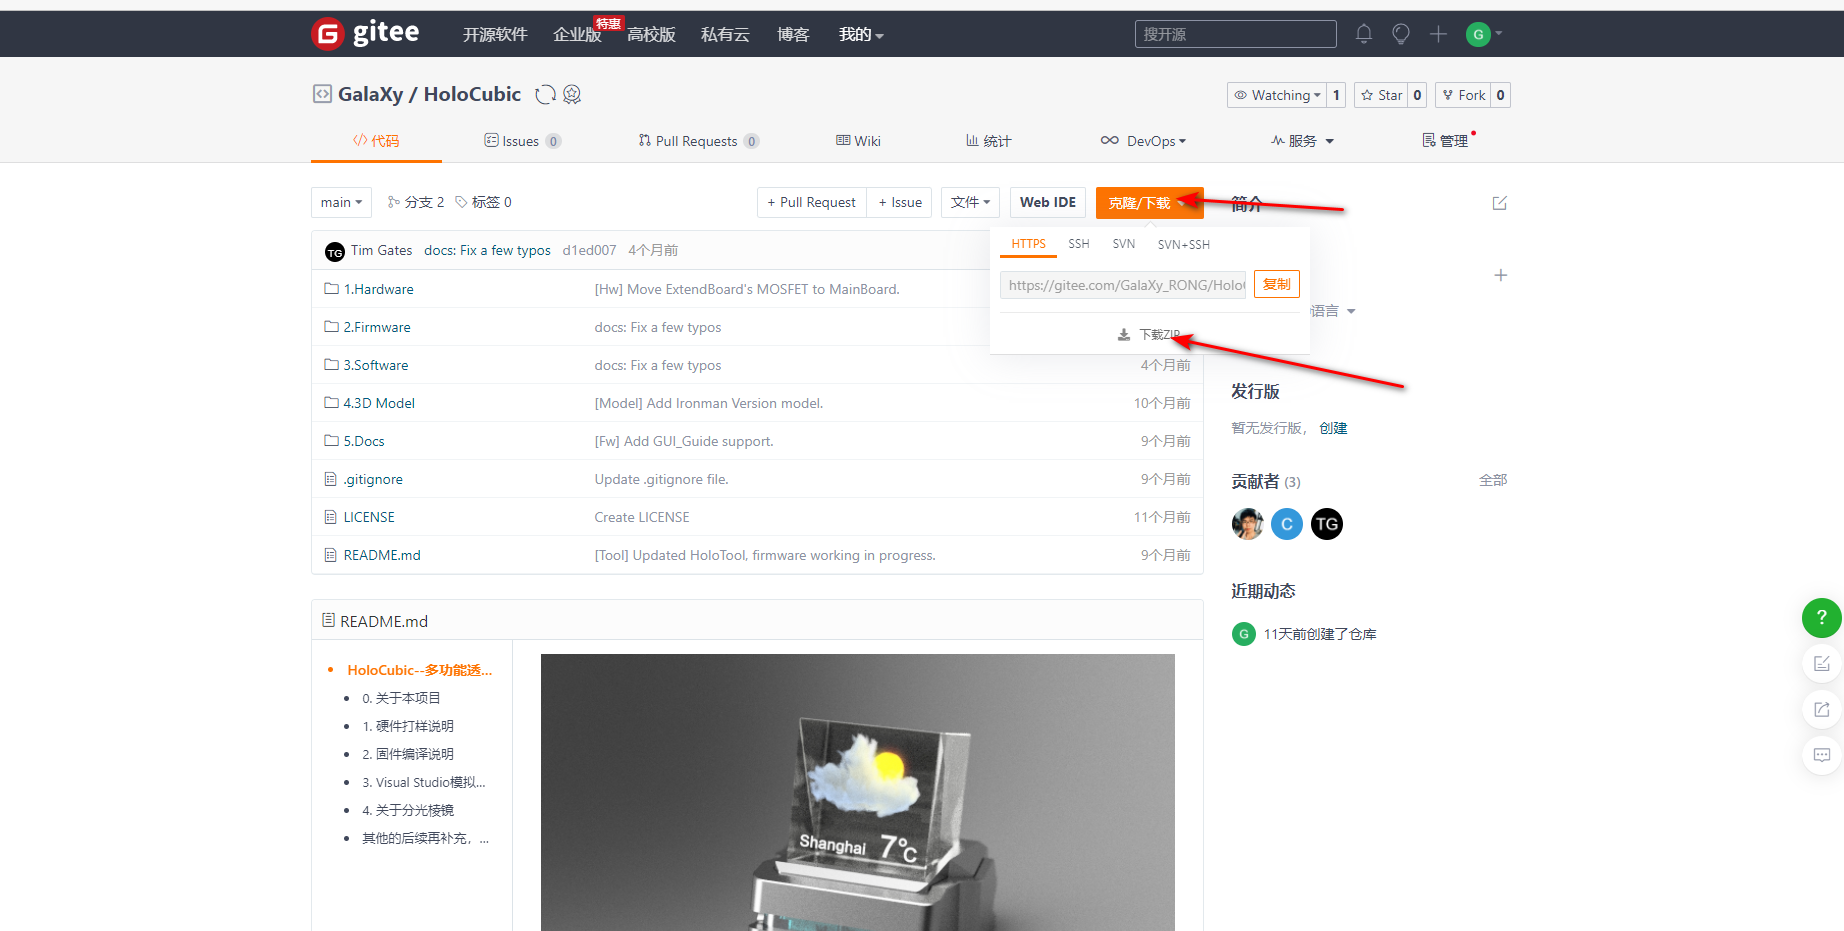 gitee
开源软件
企业版
特惠
高校版
私有云
博客
我的
搜开源
G
GalaXy / HoloCubic
Watching 1
Star 0
Fork 0
代码
Issues 0
Pull Requests 0
Wiki
统计
DevOps
服务
管理
main
分支 2
标签 0
+ Pull Request
+ Issue
文件
Web IDE
克隆/下载
简介
HTTPS
SSH
SVN
SVN+SSH
https://gitee.com/GalaXy_RONG/Holo
复制
下载ZIP
语言
TG Tim Gates docs: Fix a few typos d1ed007 4个月前
1.Hardware [Hw] Move ExtendBoard's MOSFET to MainBoard.
2.Firmware docs: Fix a few typos
3.Software docs: Fix a few typos 4个月前
4.3D Model [Model] Add Ironman Version model. 10个月前
5.Docs [Fw] Add GUI_Guide support. 9个月前
.gitignore Update .gitignore file. 9个月前
LICENSE Create LICENSE 11个月前
README.md [Tool] Updated HoloTool, firmware working in progress. 9个月前
发行版
暂无发行版， 创建
贡献者 (3) 全部
C TG
近期动态
G 11天前创建了仓库
README.md
HoloCubic--多功能透...
0. 关于本项目
1. 硬件打样说明
2. 固件编译说明
3. Visual Studio模拟...
4. 关于分光棱镜
其他的后续再补充，...
Shanghai 7℃
?